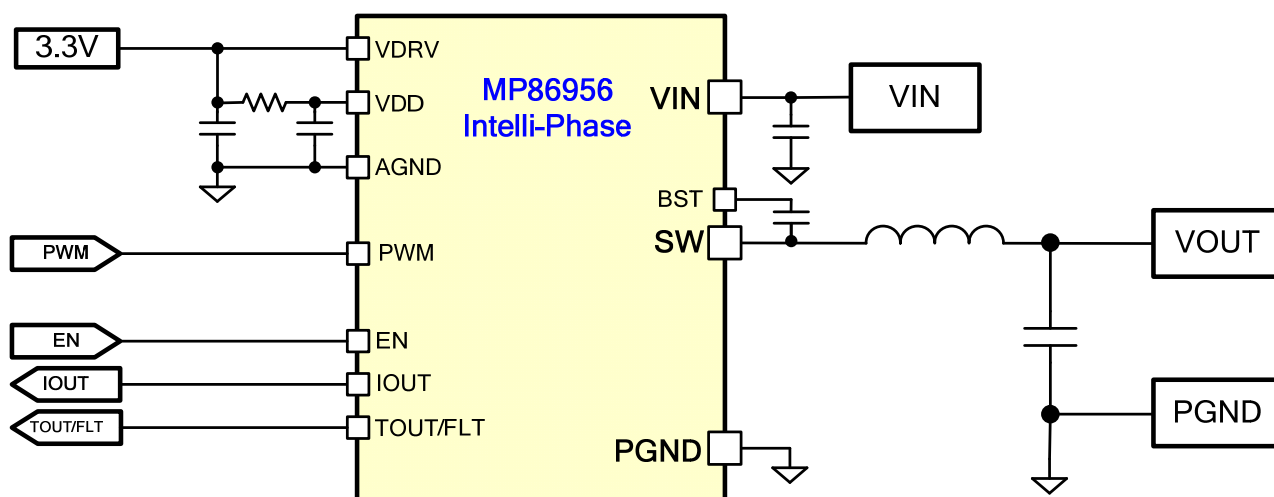 3.3V
VDRV
VDD
AGND
PWM
PWM
EN
EN
IOUT
IOUT
TOUT/FLT
TOUT/FLT
MP86956
Intelli-Phase
VIN
VIN
BST
SW
VOUT
PGND
PGND